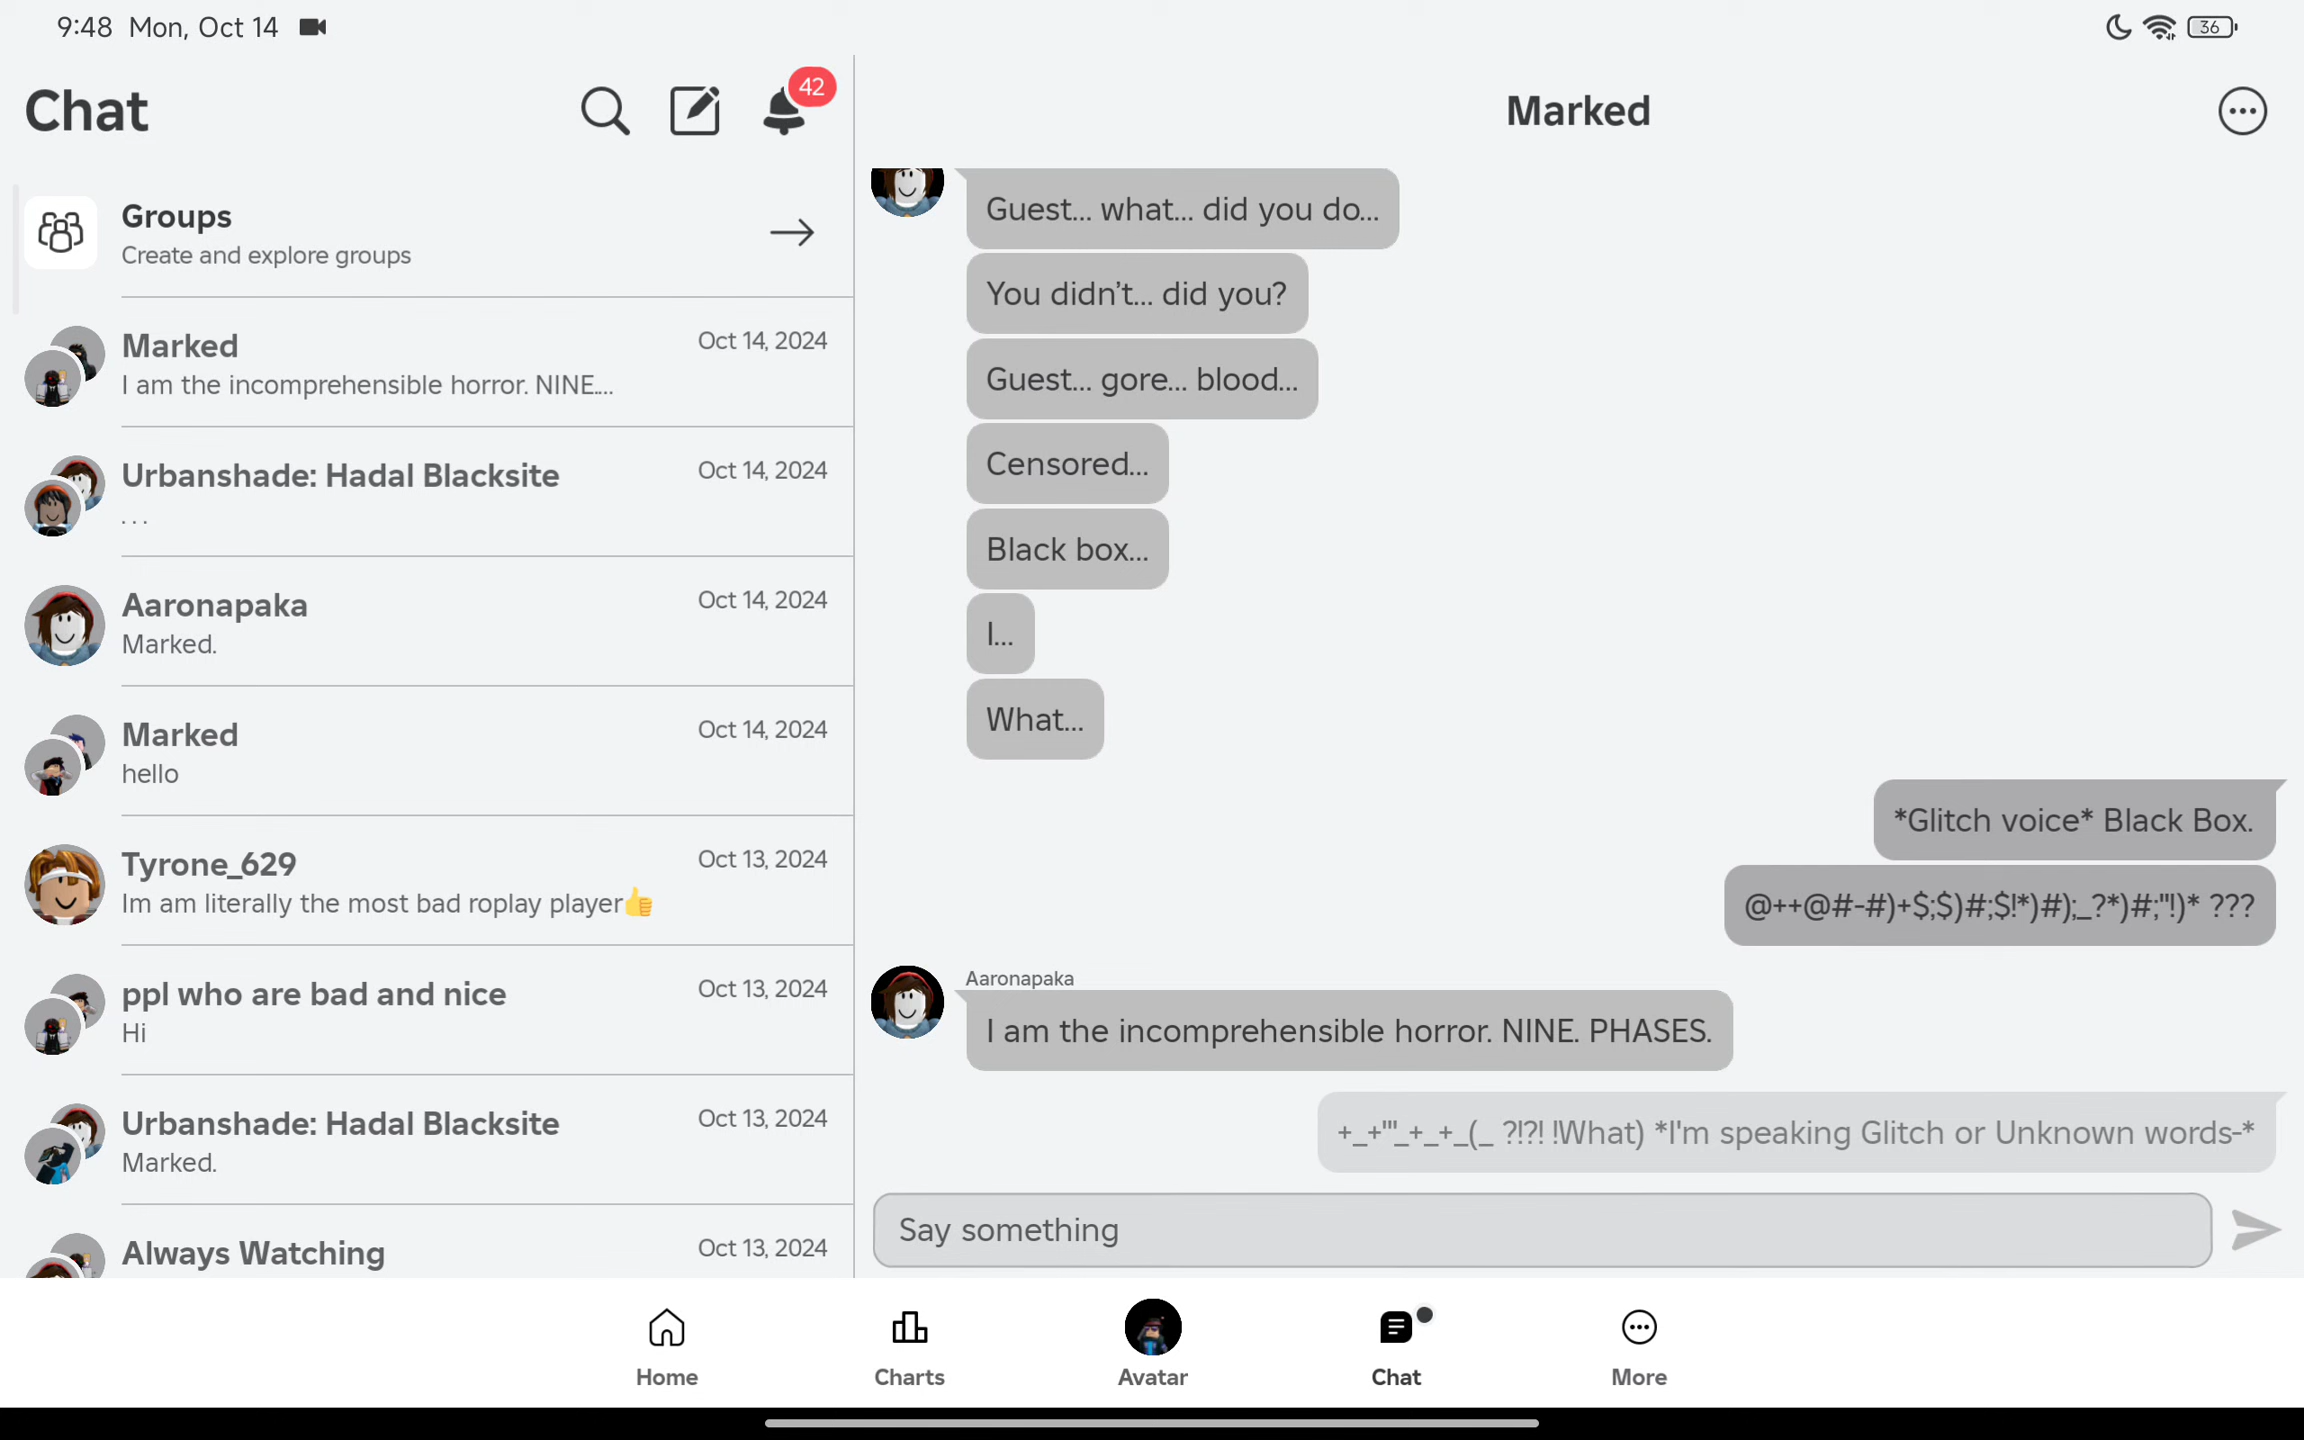 9:48 Mon, Oct 14
36
Chat
42
Groups
Create and explore groups
Marked
Oct 14, 2024
I am the incomprehensible horror. NINE....
Urbanshade: Hadal Blacksite
Oct 14, 2024
. . .
Aaronapaka
Oct 14, 2024
Marked.
Marked
Oct 14, 2024
hello
Tyrone_629
Oct 13, 2024
Im am literally the most bad roplay player👍
ppl who are bad and nice
Oct 13, 2024
Hi
Urbanshade: Hadal Blacksite
Oct 13, 2024
Marked.
Always Watching
Oct 13, 2024
Marked
Guest... what... did you do...
You didn’t... did you?
Guest... gore... blood...
Censored...
Black box...
I...
What...
*Glitch voice* Black Box.
@++@#-#)+$;$)#;$!*)#);_?*)#;"!)* ???
Aaronapaka
I am the incomprehensible horror. NINE. PHASES.
+_+"'_+_+_(_ ?!?! !What) *I'm speaking Glitch or Unknown words-*
Say something
Home
Charts
Avatar
Chat
More